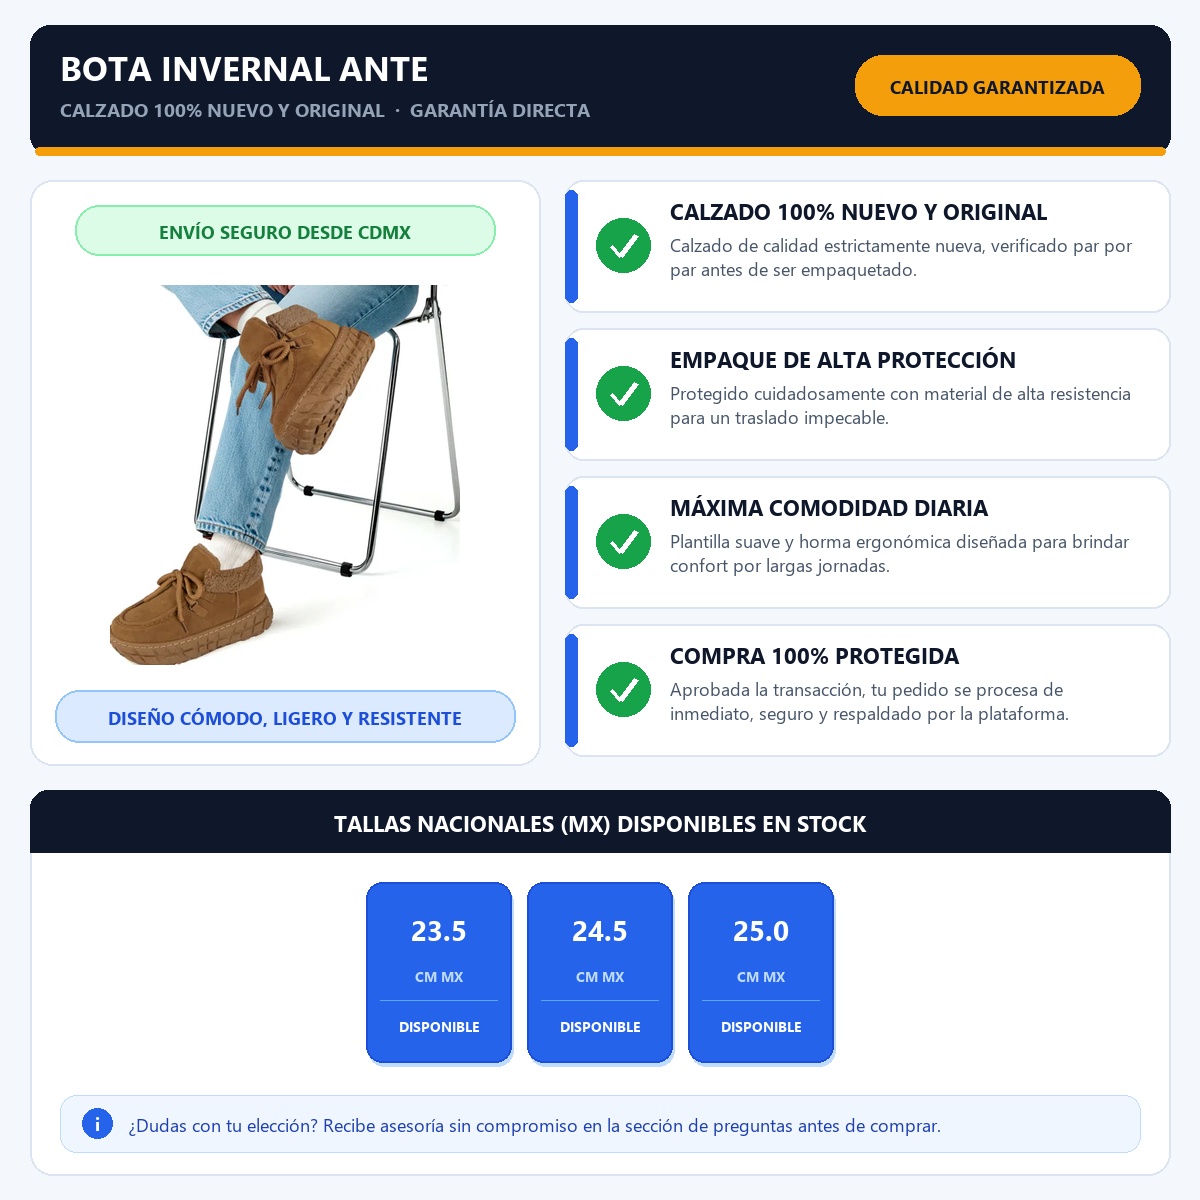 BOTA INVERNAL ANTE
CALZADO 100% NUEVO Y ORIGINAL · GARANTÍA DIRECTA
CALIDAD GARANTIZADA
ENVÍO SEGURO DESDE CDMX
DISEÑO CÓMODO, LIGERO Y RESISTENTE
CALZADO 100% NUEVO Y ORIGINAL
Calzado de calidad estrictamente nueva, verificado par por
par antes de ser empaquetado.
EMPAQUE DE ALTA PROTECCIÓN
Protegido cuidadosamente con material de alta resistencia
para un traslado impecable.
MÁXIMA COMODIDAD DIARIA
Plantilla suave y horma ergonómica diseñada para brindar
confort por largas jornadas.
COMPRA 100% PROTEGIDA
Aprobada la transacción, tu pedido se procesa de
inmediato, seguro y respaldado por la plataforma.
TALLAS NACIONALES (MX) DISPONIBLES EN STOCK
23.5
CM MX
DISPONIBLE
24.5
CM MX
DISPONIBLE
25.0
CM MX
DISPONIBLE
¿Dudas con tu elección? Recibe asesoría sin compromiso en la sección de preguntas antes de comprar.